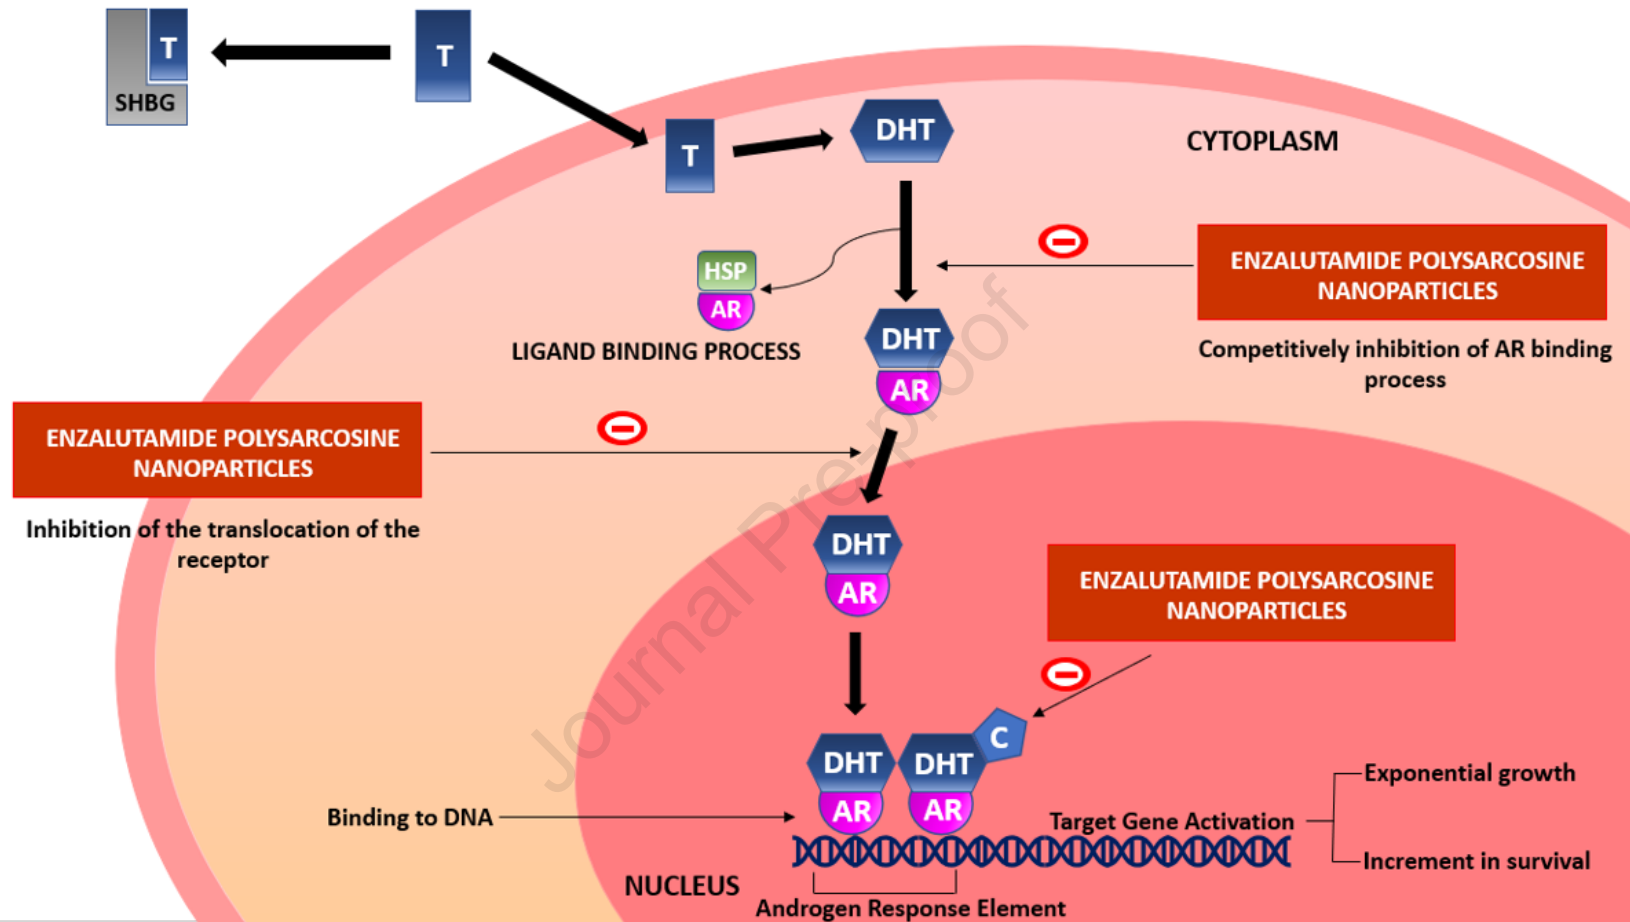 T
T
SHBG
T
DHT
CYTOPLASM
HSP
AR
ENZALUTAMIDE POLYSARCOSINE
NANOPARTICLES
LIGAND BINDING PROCESS
DHT
AR
Competitively inhibition of AR binding
process
ENZALUTAMIDE POLYSARCOSINE
NANOPARTICLES
Inhibition of the translocation of the
receptor
Journal Pre-proof
DHT
AR
ENZALUTAMIDE POLYSARCOSINE
NANOPARTICLES
DHT
DHT
C
AR
AR
Binding to DNA
Target Gene Activation
Exponential growth
Increment in survival
NUCLEUS
Androgen Response Element